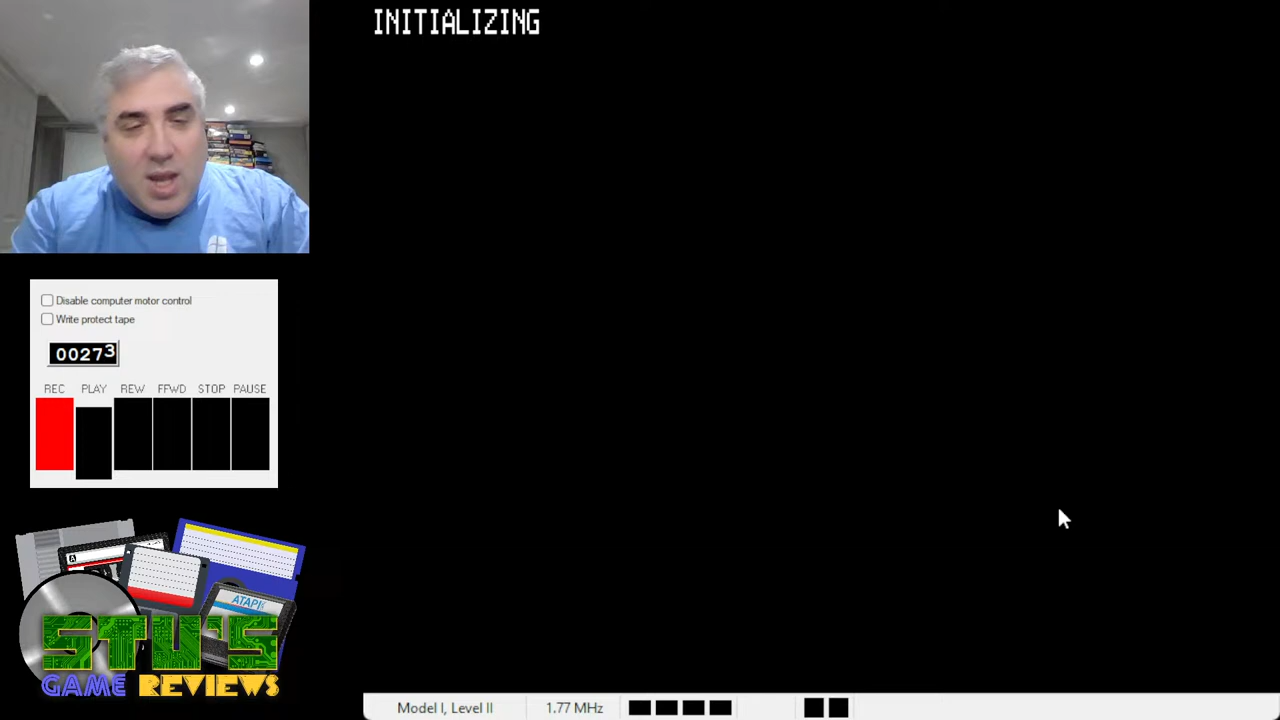 INITIALIZING
Disable computer motor control
Write protect tape
00273
REC PLAY REW FFWD STOP PAUSE
A
STU'S
GAME REVIEWS
Model I, Level II 1.77 MHz